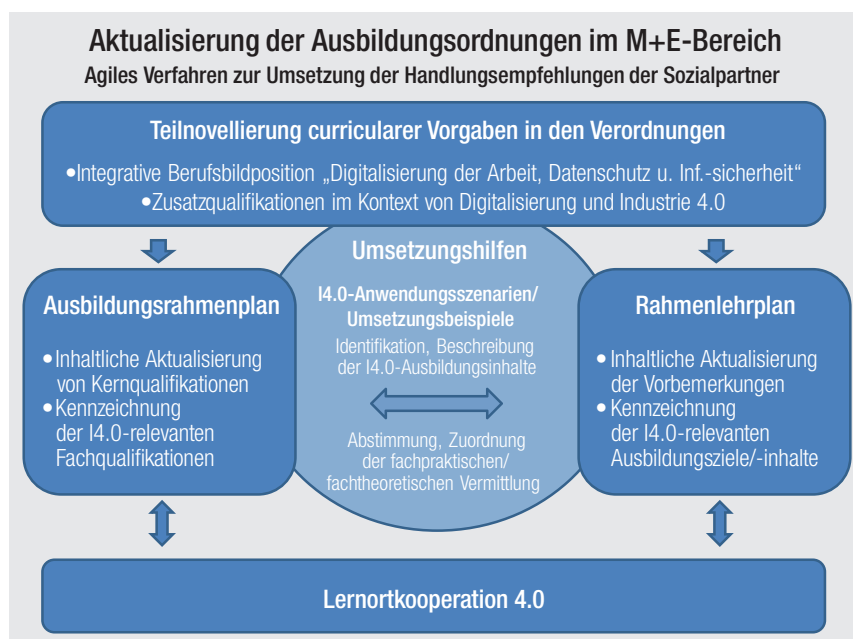 Aktualisierung der Ausbildungsordnungen im M+E-Bereich
Agiles Verfahren zur Umsetzung der Handlungsempfehlungen der Sozialpartner
Teilnovellierung curricularer Vorgaben in den Verordnungen
•Integrative Berufsbildposition „Digitalisierung der Arbeit, Datenschutz u. Inf.-sicherheit“
•Zusatzqualifikationen im Kontext von Digitalisierung und Industrie 4.0
Ausbildungsrahmenplan
• Inhaltliche Aktualisierung
von Kernqualifikationen
• Kennzeichnung
der I4.0-relevanten
Fachqualifikationen
Umsetzungshilfen
I4.0-Anwendungsszenarien/
Umsetzungsbeispiele
Identifikation, Beschreibung
der I4.0-Ausbildungsinhalte
Abstimmung, Zuordnung
der fachpraktischen/
fachtheoretischen Vermittlung
Rahmenlehrplan
• Inhaltliche Aktualisierung
der Vorbemerkungen
• Kennzeichnung
der I4.0-relevanten
Ausbildungsziele/-inhalte
Lernortkooperation 4.0